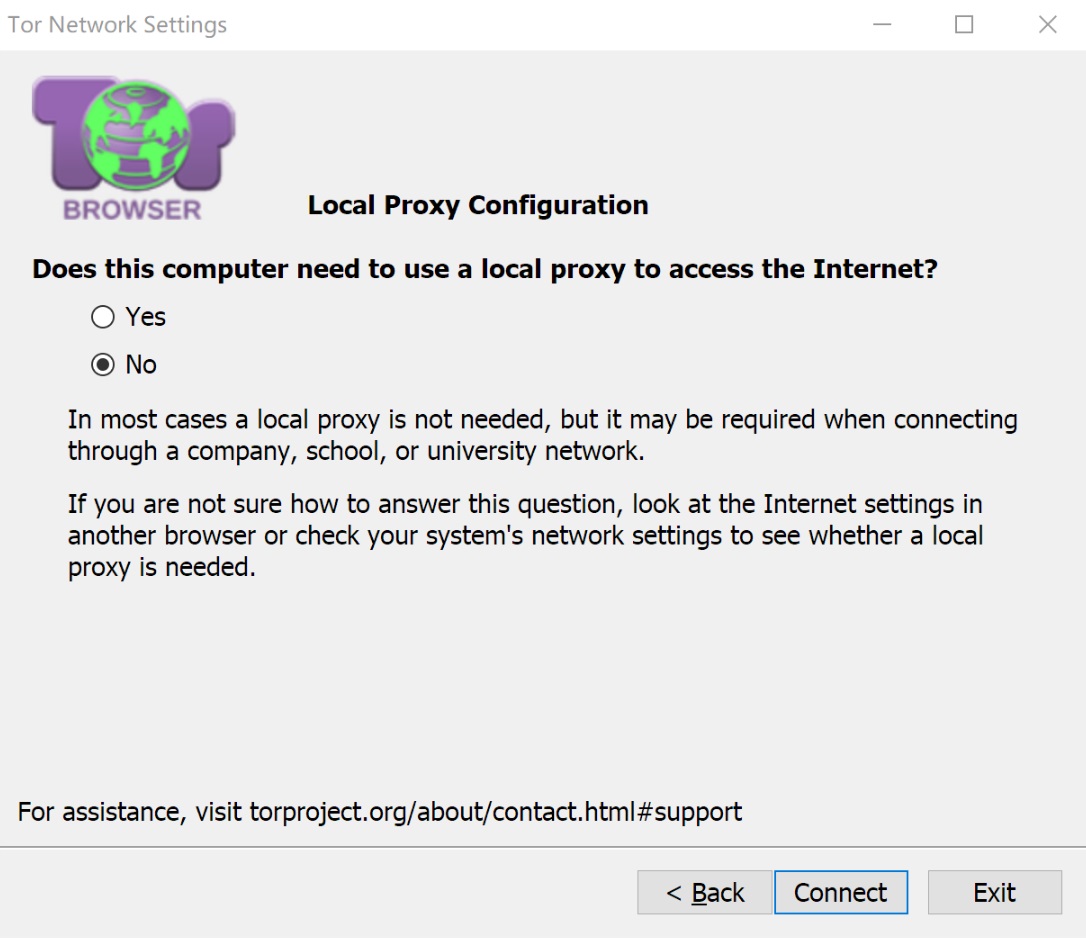 Tor Network Settings
Tor
BROWSER
Local Proxy Configuration
Does this computer need to use a local proxy to access the Internet?
Yes
No
In most cases a local proxy is not needed, but it may be required when connecting
through a company, school, or university network.
If you are not sure how to answer this question, look at the Internet settings in
another browser or check your system's network settings to see whether a local
proxy is needed.
For assistance, visit torproject.org/about/contact.html#support
< Back
Connect
Exit